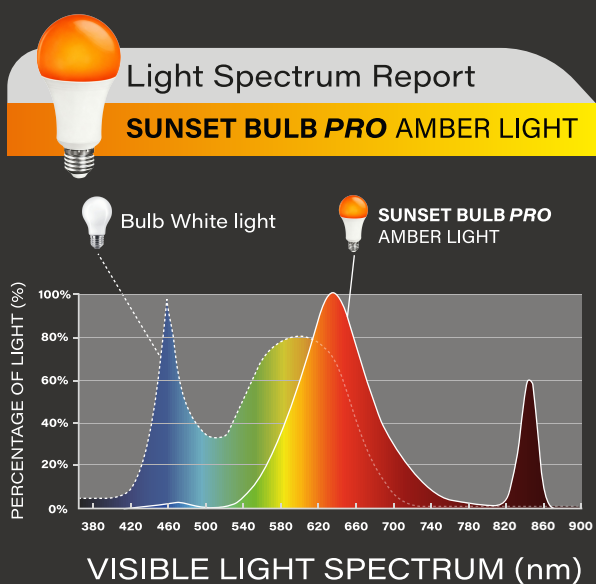 Light Spectrum Report
SUNSET BULB PRO AMBER LIGHT
Bulb White light
SUNSET BULB PRO
AMBER LIGHT
PERCENTAGE OF LIGHT (%)
100%
80%
60%
40%
20%
0%
380 420 460 500 540 580 620 660 700 740 780 820 860 900
VISIBLE LIGHT SPECTRUM (nm)